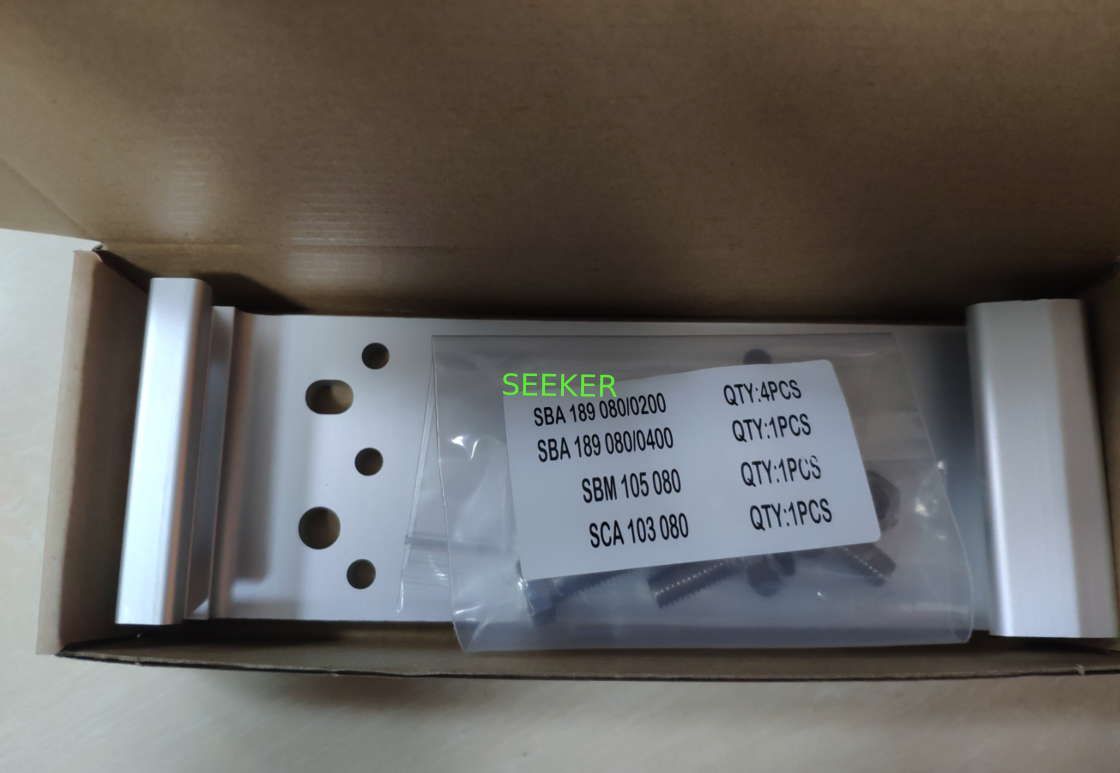 SEEKER
SBA 189 080/0200 QTY:4PCS
SBA 189 080/0400 QTY:1PCS
SBM 105 080 QTY:1PCS
SCA 103 080 QTY:1PCS